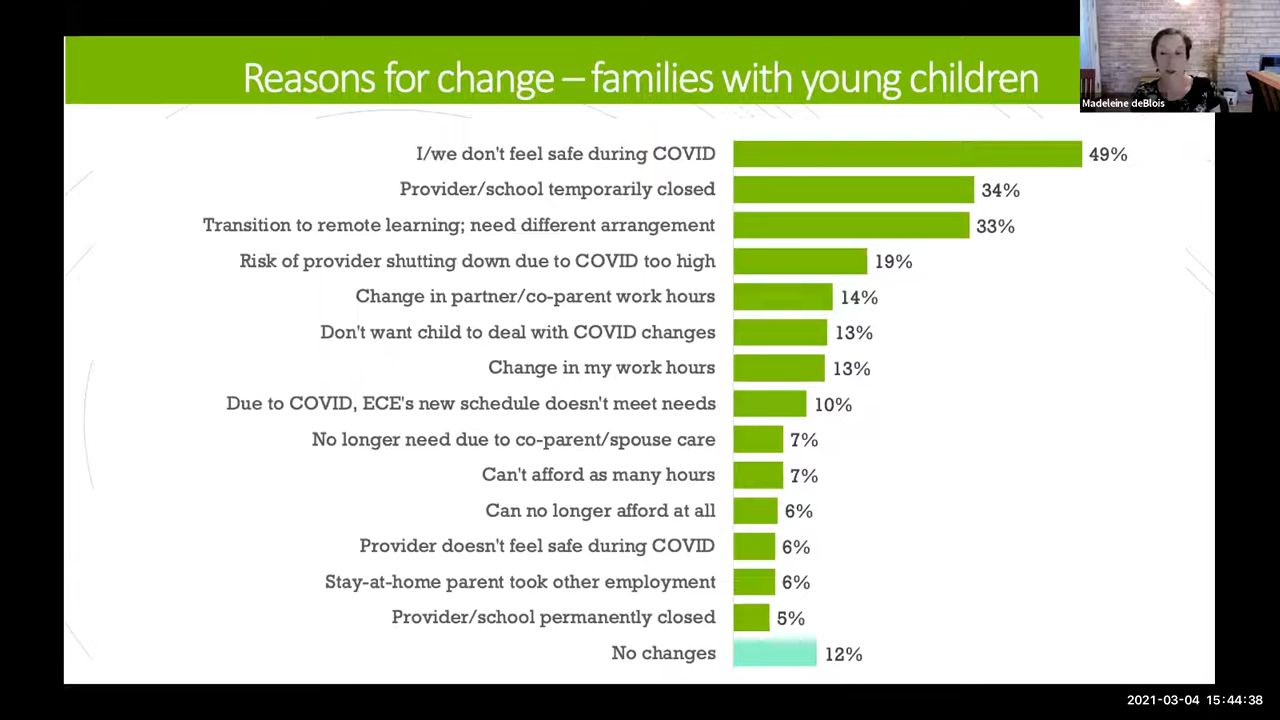 Reasons for change – families with young children
Madeleine deBlois
I/we don't feel safe during COVID 49%
Provider/school temporarily closed 34%
Transition to remote learning; need different arrangement 33%
Risk of provider shutting down due to COVID too high 19%
Change in partner/co-parent work hours 14%
Don't want child to deal with COVID changes 13%
Change in my work hours 13%
Due to COVID, ECE's new schedule doesn't meet needs 10%
No longer need due to co-parent/spouse care 7%
Can't afford as many hours 7%
Can no longer afford at all 6%
Provider doesn't feel safe during COVID 6%
Stay-at-home parent took other employment 6%
Provider/school permanently closed 5%
No changes 12%
2021-03-04 15:44:38